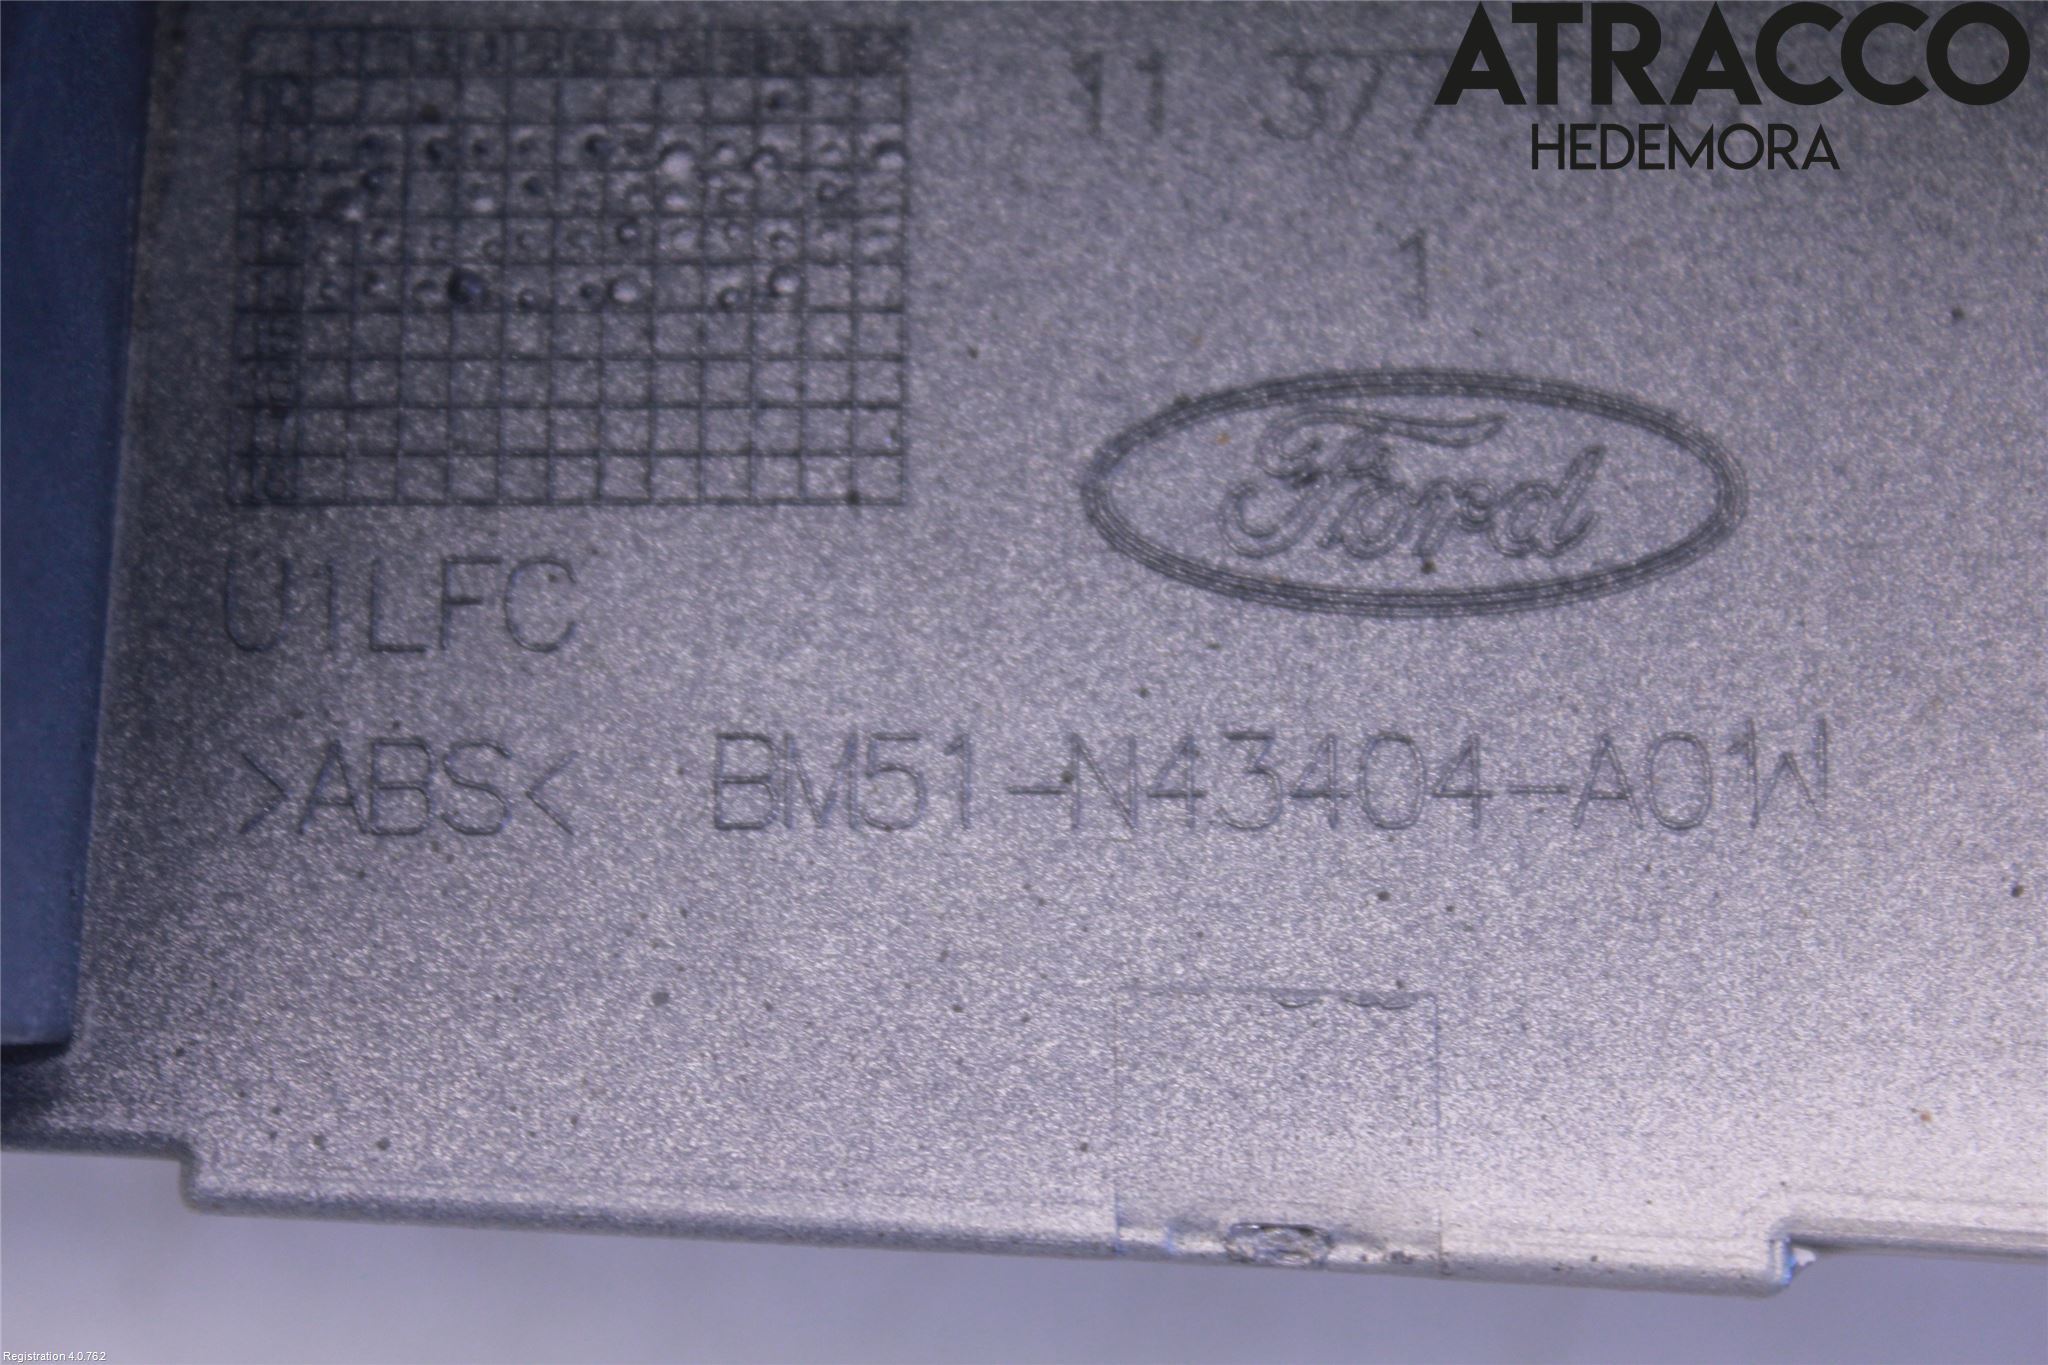 ATRACCO
HEDEMORA
11 377
1
Ford
U1LFC
>ABS< BM51-N43404-A01W
Registration 4.0.762